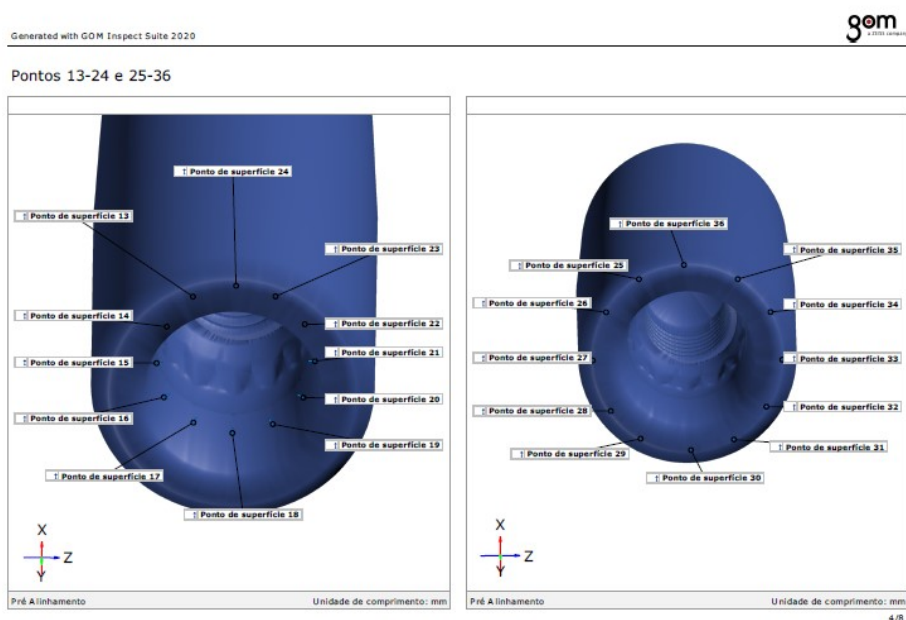 Generated with GOM Inspect Suite 2020
gom
a ZEISS company
Pontos 13-24 e 25-36
Ponto de superfície 24
Ponto de superfície 13
Ponto de superfície 23
Ponto de superfície 14
Ponto de superfície 22
Ponto de superfície 15
Ponto de superfície 21
Ponto de superfície 16
Ponto de superfície 20
Ponto de superfície 19
Ponto de superfície 17
Ponto de superfície 18
X
Z
Y
Pré Alinhamento
Unidade de comprimento: mm
Ponto de superfície 36
Ponto de superfície 25
Ponto de superfície 35
Ponto de superfície 26
Ponto de superfície 34
Ponto de superfície 27
Ponto de superfície 33
Ponto de superfície 28
Ponto de superfície 32
Ponto de superfície 29
Ponto de superfície 31
Ponto de superfície 30
X
Z
Y
Pré Alinhamento
Unidade de comprimento: mm
4/8